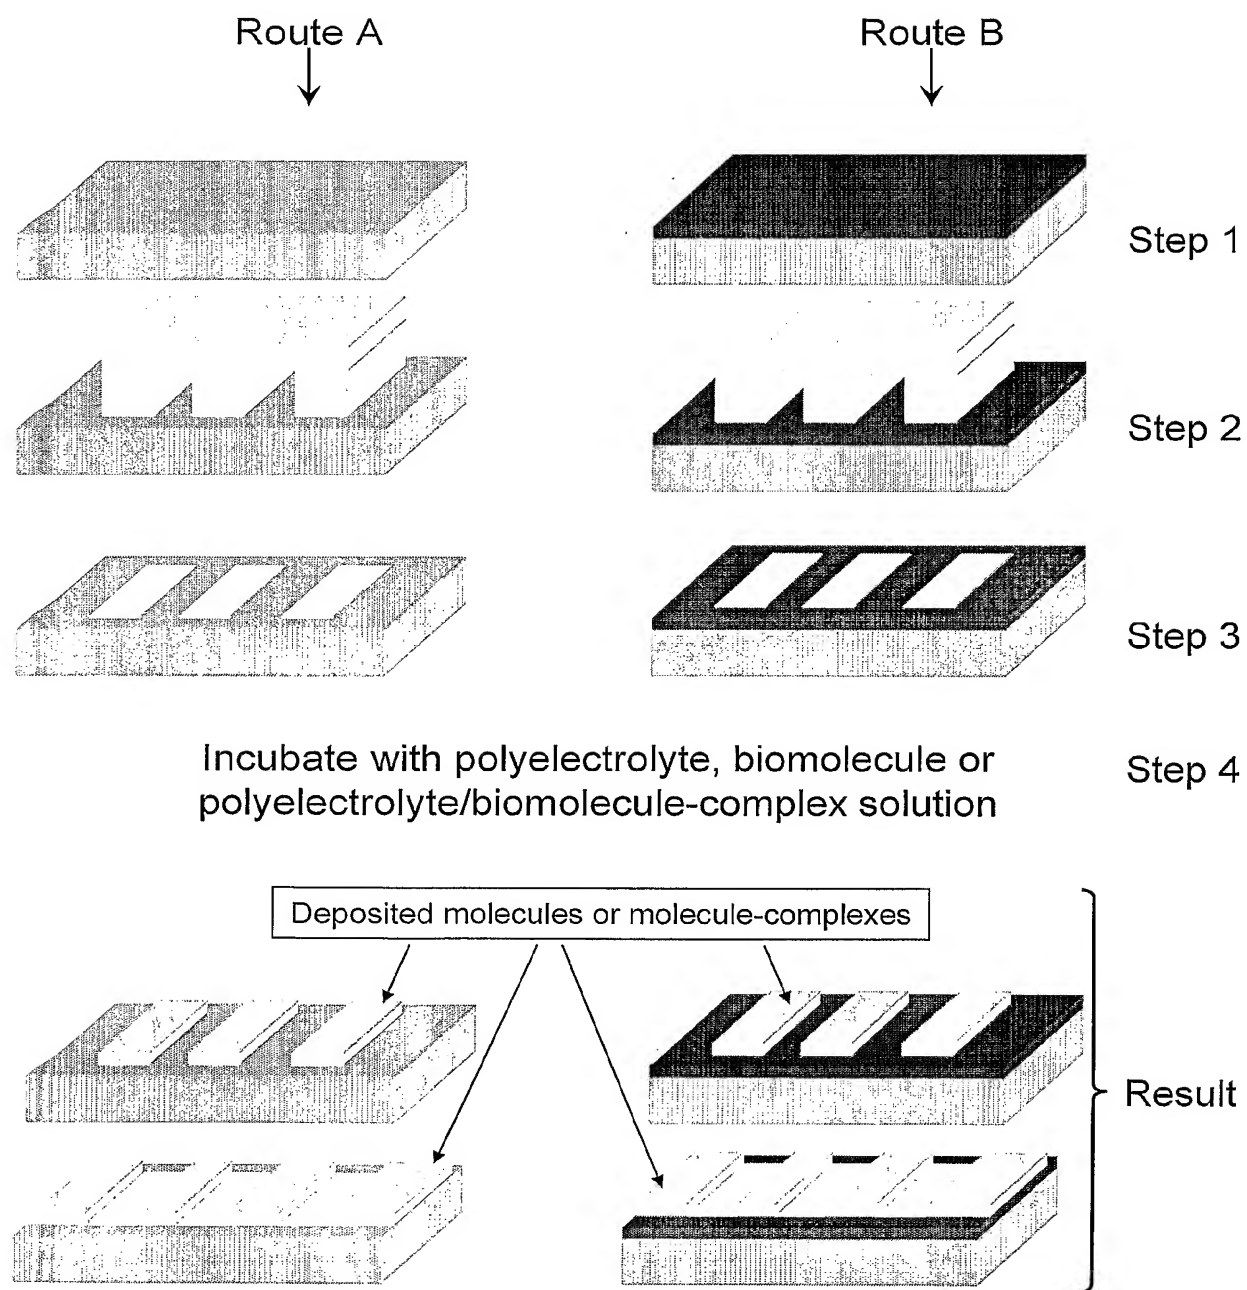 Route A
Route B
Step 1
Step 2
Step 3
Incubate with polyelectrolyte, biomolecule or
polyelectrolyte/biomolecule-complex solution
Step 4
Deposited molecules or molecule-complexes
Result